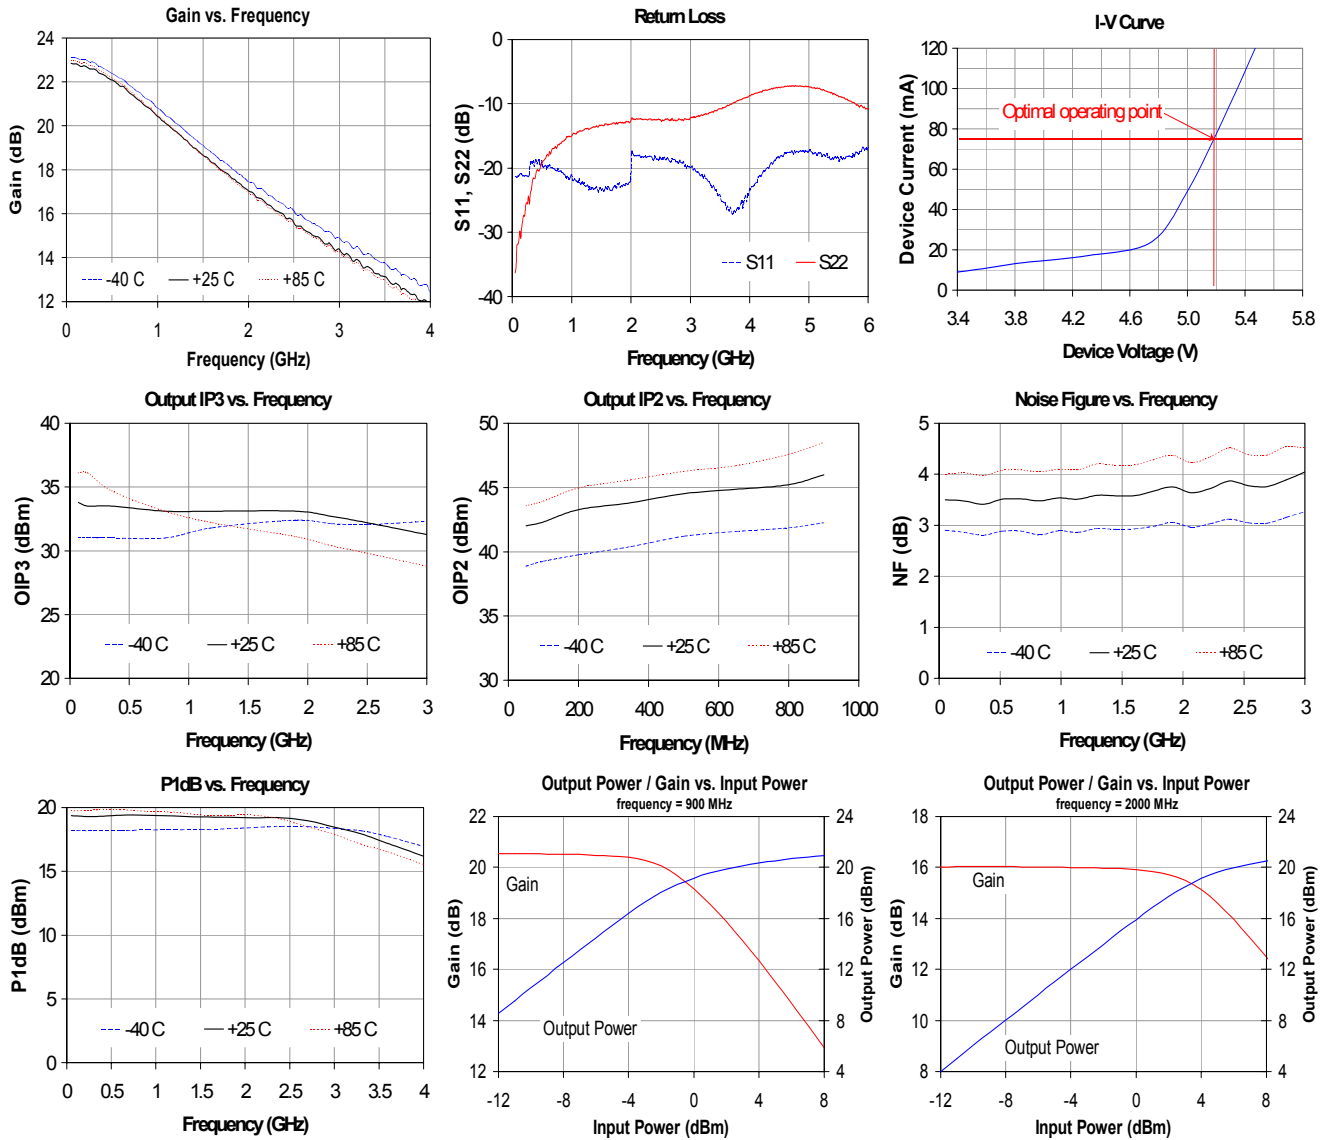 Gain vs. Frequency
24
22
20
18
16
14
12
Gain (dB)
-40 C +25 C +85 C
0 1 2 3 4
Frequency (GHz)
Return Loss
0
-10
-20
-30
-40
S11, S22 (dB)
S11 S22
0 1 2 3 4 5 6
Frequency (GHz)
I-V Curve
120
100
80
60
40
20
0
Device Current (mA)
Optimal operating point
3.4 3.8 4.2 4.6 5.0 5.4 5.8
Device Voltage (V)
Output IP3 vs. Frequency
40
35
30
25
20
OIP3 (dBm)
-40 C +25 C +85 C
0 0.5 1 1.5 2 2.5 3
Frequency (GHz)
Output IP2 vs. Frequency
50
45
40
35
30
OIP2 (dBm)
-40 C +25 C +85 C
0 200 400 600 800 1000
Frequency (MHz)
Noise Figure vs. Frequency
5
4
3
2
1
0
NF (dB)
-40 C +25 C +85 C
0 0.5 1 1.5 2 2.5 3
Frequency (GHz)
P1dB vs. Frequency
20
15
10
5
0
P1dB (dBm)
-40 C +25 C +85 C
0 0.5 1 1.5 2 2.5 3 3.5 4
Frequency (GHz)
Output Power / Gain vs. Input Power
frequency = 900 MHz
22
20
18
16
14
12
Gain (dB)
Gain
Output Power
24
20
16
12
8
4
Output Power (dBm)
-12 -8 -4 0 4 8
Input Power (dBm)
Output Power / Gain vs. Input Power
frequency = 2000 MHz
18
16
14
12
10
8
Gain (dB)
Gain
Output Power
24
20
16
12
8
4
Output Power (dBm)
-12 -8 -4 0 4 8
Input Power (dBm)